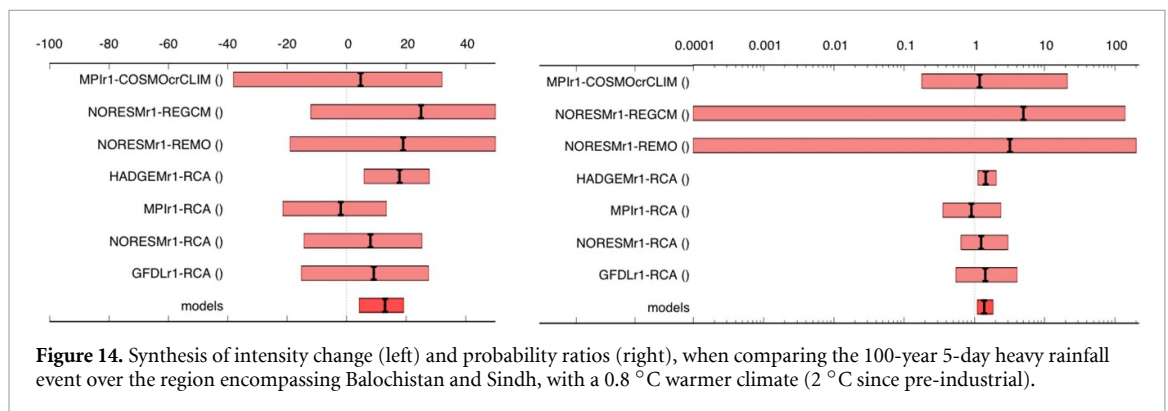 -100 -80 -60 -40 -20 0 20 40
MPIr1-COSMOcrCLIM ()
NORESMr1-REGCM ()
NORESMr1-REMO ()
HADGEMr1-RCA ()
MPIr1-RCA ()
NORESMr1-RCA ()
GFDLr1-RCA ()
models
0.0001 0.001 0.01 0.1 1 10 100
MPIr1-COSMOcrCLIM ()
NORESMr1-REGCM ()
NORESMr1-REMO ()
HADGEMr1-RCA ()
MPIr1-RCA ()
NORESMr1-RCA ()
GFDLr1-RCA ()
models
Figure 14. Synthesis of intensity change (left) and probability ratios (right), when comparing the 100-year 5-day heavy rainfall
event over the region encompassing Balochistan and Sindh, with a 0.8 °C warmer climate (2 °C since pre-industrial).